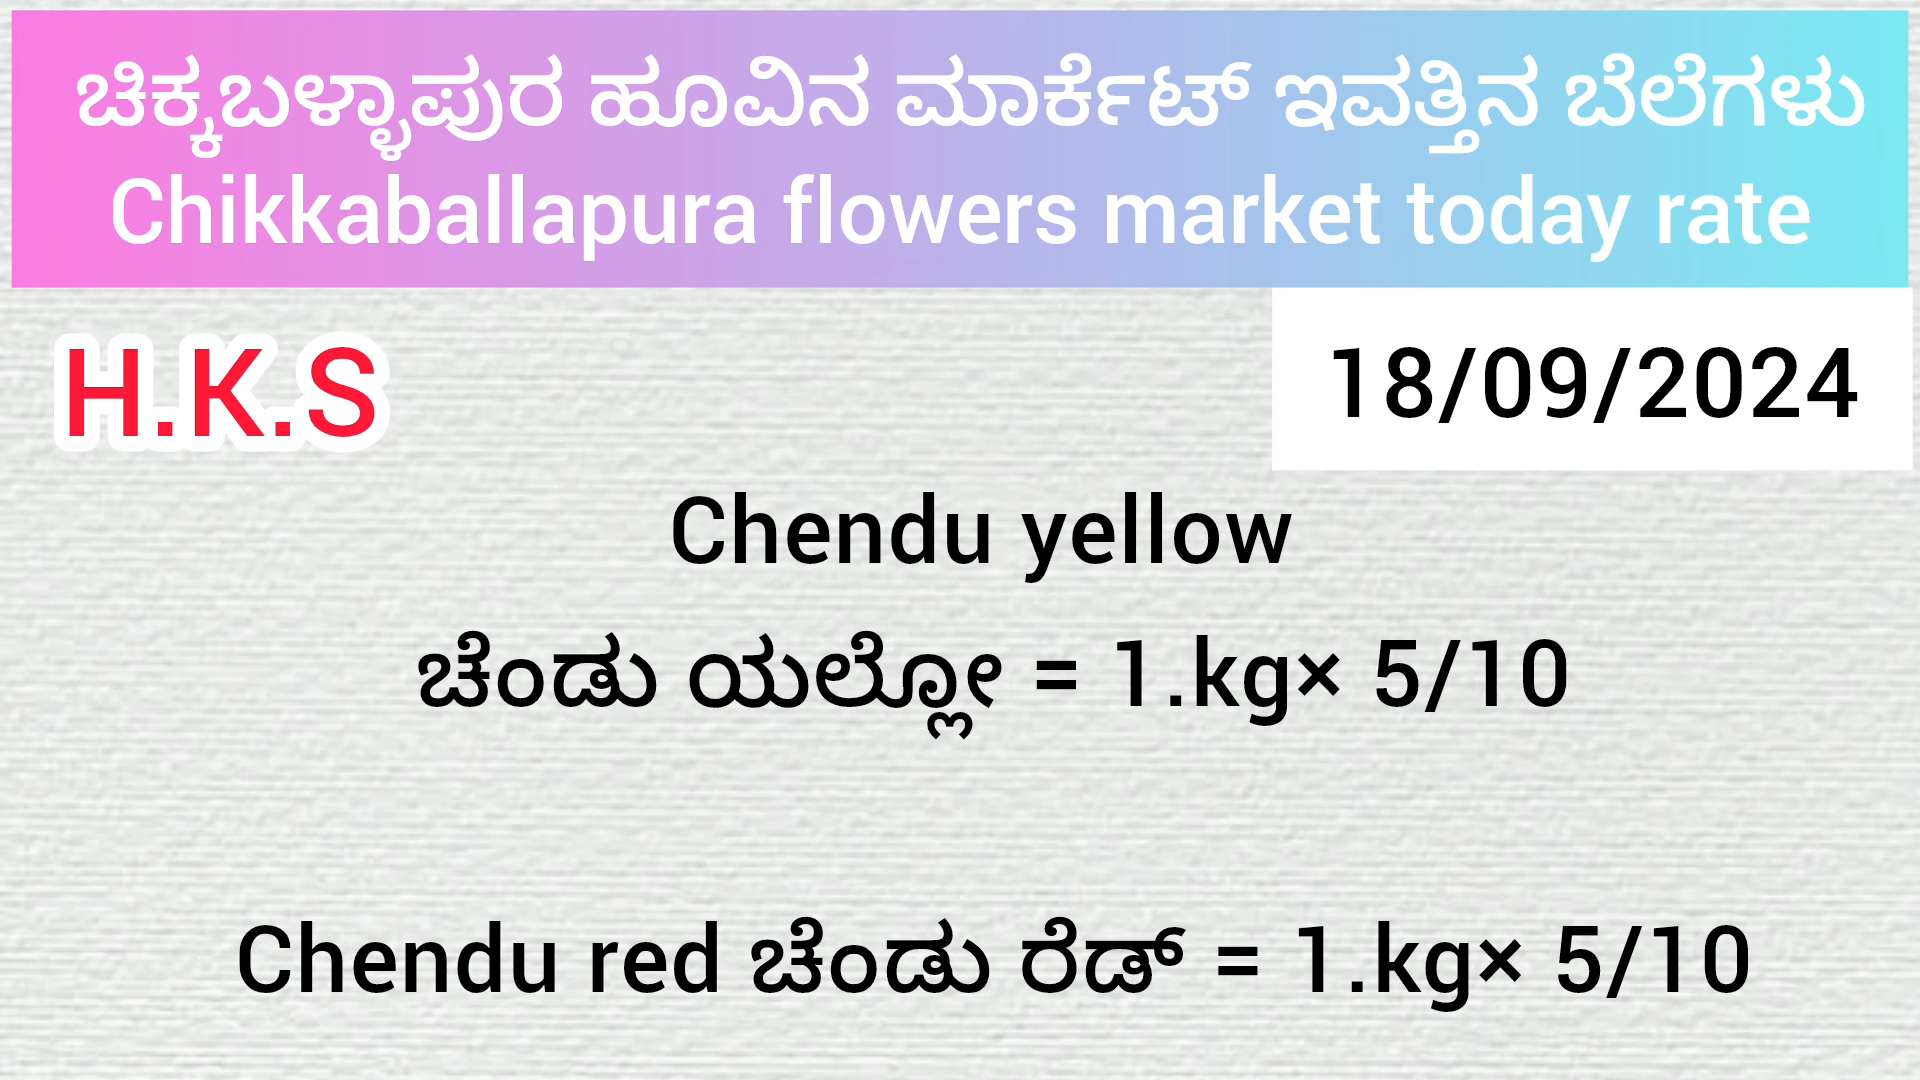 ಚಿಕ್ಕಬಳ್ಳಾಪುರ ಹೂವಿನ ಮಾರ್ಕೆಟ್ ಇವತ್ತಿನ ಬೆಲೆಗಳು
Chikkaballapura flowers market today rate
H.K.S
18/09/2024
Chendu yellow
ಚೆಂಡು ಯಲ್ಲೋ = 1.kg× 5/10
Chendu red ಚೆಂಡು ರೆಡ್ = 1.kg× 5/10